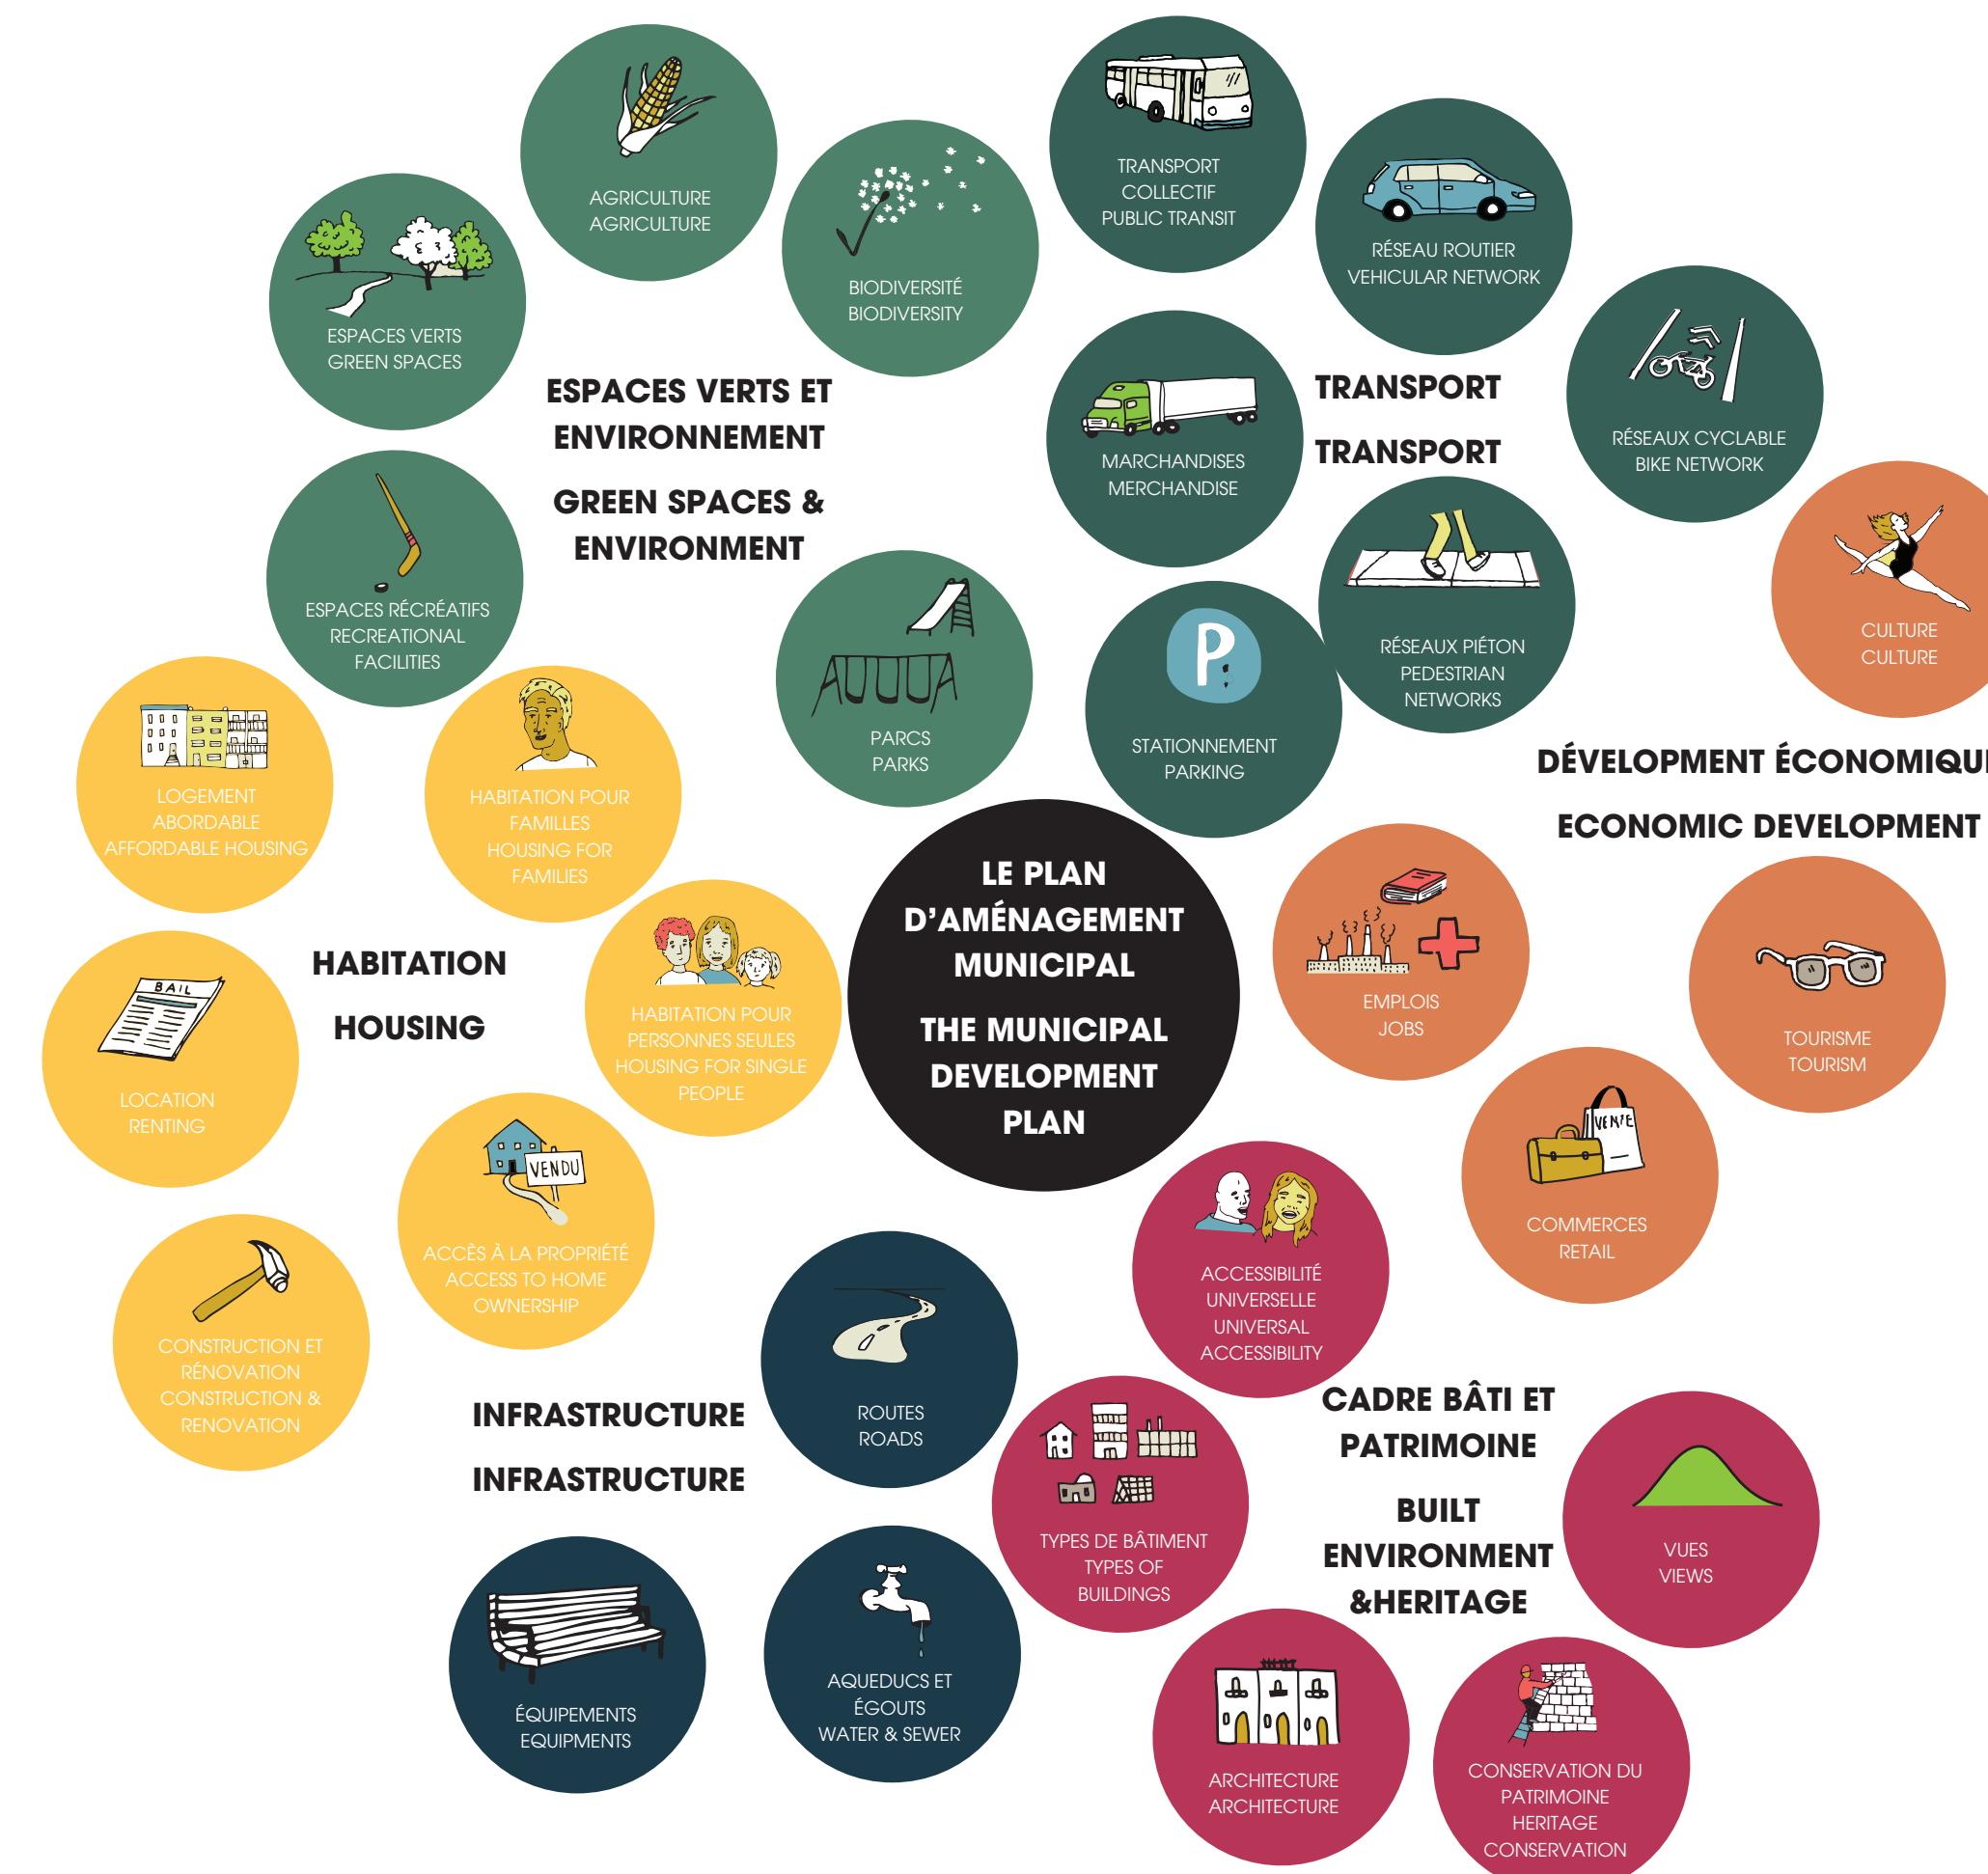 AGRICULTURE
AGRICULTURE
BIODIVERSITÉ
BIODIVERSITY
ESPACES VERTS
GREEN SPACES
ESPACES VERTS ET
ENVIRONNEMENT
GREEN SPACES &
ENVIRONMENT
ESPACES RÉCRÉATIFS
RECREATIONAL
FACILITIES
PARCS
PARKS
TRANSPORT
COLLECTIF
PUBLIC TRANSIT
RÉSEAU ROUTIER
VEHICULAR NETWORK
RÉSEAUX CYCLABLE
BIKE NETWORK
MARCHANDISES
MERCHANDISE
TRANSPORT
TRANSPORT
RÉSEAUX PIÉTON
PEDESTRIAN
NETWORKS
P
STATIONNEMENT
PARKING
CULTURE
CULTURE
DÉVELOPMENT ÉCONOMIQU
ECONOMIC DEVELOPMENT
EMPLOIS
JOBS
TOURISME
TOURISM
VENTE
COMMERCES
RETAIL
LOGEMENT
ABORDABLE
AFFORDABLE HOUSING
HABITATION POUR
FAMILLES
HOUSING FOR
FAMILIES
HABITATION
HOUSING
HABITATION POUR
PERSONNES SEULES
HOUSING FOR SINGLE
PEOPLE
BAIL
LOCATION
RENTING
VENDU
ACCÈS À LA PROPRIÉTÉ
ACCESS TO HOME
OWNERSHIP
CONSTRUCTION ET
RÉNOVATION
CONSTRUCTION &
RENOVATION
LE PLAN
D'AMÉNAGEMENT
MUNICIPAL
THE MUNICIPAL
DEVELOPMENT
PLAN
INFRASTRUCTURE
INFRASTRUCTURE
ROUTES
ROADS
ÉQUIPEMENTS
EQUIPMENTS
AQUEDUCS ET
ÉGOUTS
WATER & SEWER
ACCESSIBILITÉ
UNIVERSELLE
UNIVERSAL
ACCESSIBILITY
CADRE BÂTI ET
PATRIMOINE
BUILT
ENVIRONMENT
&HERITAGE
TYPES DE BÂTIMENT
TYPES OF
BUILDINGS
VUES
VIEWS
ARCHITECTURE
ARCHITECTURE
CONSERVATION DU
PATRIMOINE
HERITAGE
CONSERVATION